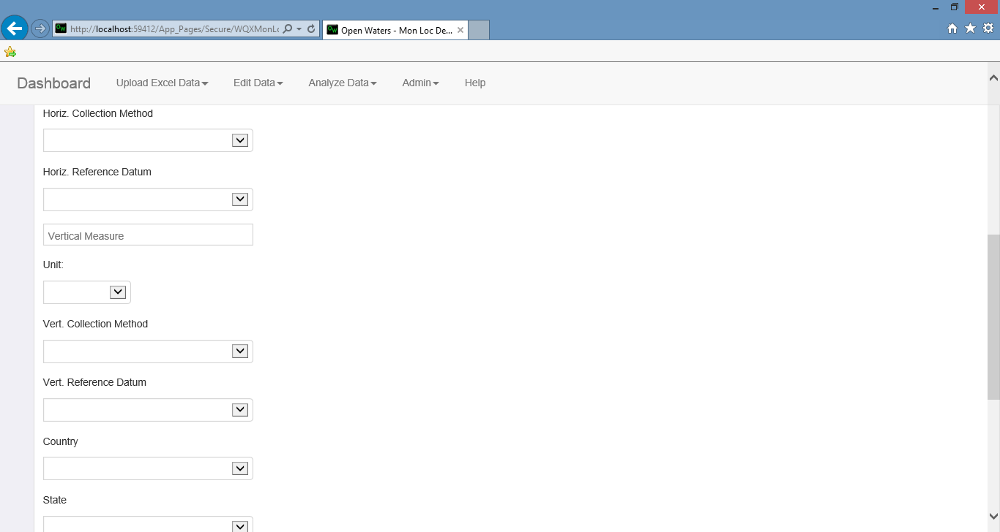 http://localhost:59412/App_Pages/Secure/WQXMonLo
Open Waters - Mon Loc De...
Dashboard Upload Excel Data Edit Data Analyze Data Admin Help
Horiz. Collection Method
Horiz. Reference Datum
Vertical Measure
Unit:
Vert. Collection Method
Vert. Reference Datum
Country
State